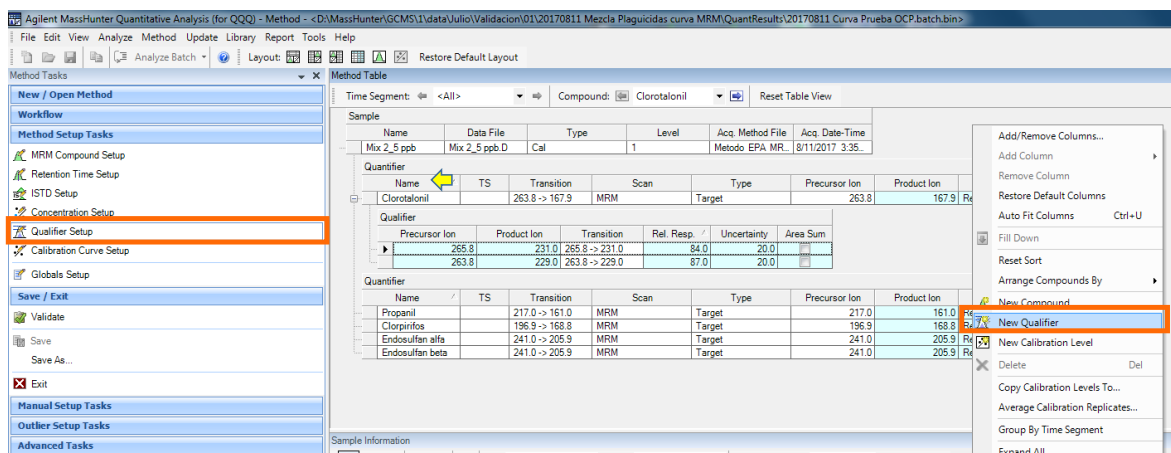 Agilent MassHunter Quantitative Analysis (for QQQ) - Method - <D:\MassHunter\GCMS\1\data\Julio\Validacion\01\20170811 Mezcla Plaguicidas curva MRM\QuantResults\20170811 Curva Prueba OCP.batch.bin>
File Edit View Analyze Method Update Library Report Tools Help
Analyze Batch Layout: Restore Default Layout
Method Tasks
New / Open Method
Workflow
Method Setup Tasks
MRM Compound Setup
Retention Time Setup
ISTD Setup
Concentration Setup
Qualifier Setup
Calibration Curve Setup
Globals Setup
Save / Exit
Validate
Save
Save As...
Exit
Manual Setup Tasks
Outlier Setup Tasks
Advanced Tasks
Method Table
Time Segment: <All> Compound: Clorotalonil Reset Table View
Sample
Name Data File Type Level Acq. Method File Acq. Date-Time
Mix 2_5 ppb Mix 2_5 ppb.D Cal 1 Metodo EPA MR... 8/11/2017 3:35...
Quantifier
Name TS Transition Scan Type Precursor Ion Product Ion
Clorotalonil 263.8 -> 167.9 MRM Target 263.8 167.9 Re
Qualifier
Precursor Ion Product Ion Transition Rel. Resp. Uncertainty Area Sum
265.8 231.0 265.8 -> 231.0 84.0 20.0
263.8 229.0 263.8 -> 229.0 87.0 20.0
Quantifier
Name TS Transition Scan Type Precursor Ion Product Ion
Propanil 217.0 -> 161.0 MRM Target 217.0 161.0 Re
Clorpirifos 196.9 -> 168.8 MRM Target 196.9 168.8 Re
Endosulfan alfa 241.0 -> 205.9 MRM Target 241.0 205.9 Re
Endosulfan beta 241.0 -> 205.9 MRM Target 241.0 205.9 Re
Sample Information
Add/Remove Columns...
Add Column
Remove Column
Restore Default Columns
Auto Fit Columns Ctrl+U
Fill Down
Reset Sort
Arrange Compounds By
New Compound
New Qualifier
New Calibration Level
Delete Del
Copy Calibration Levels To...
Average Calibration Replicates...
Group By Time Segment
Expand All